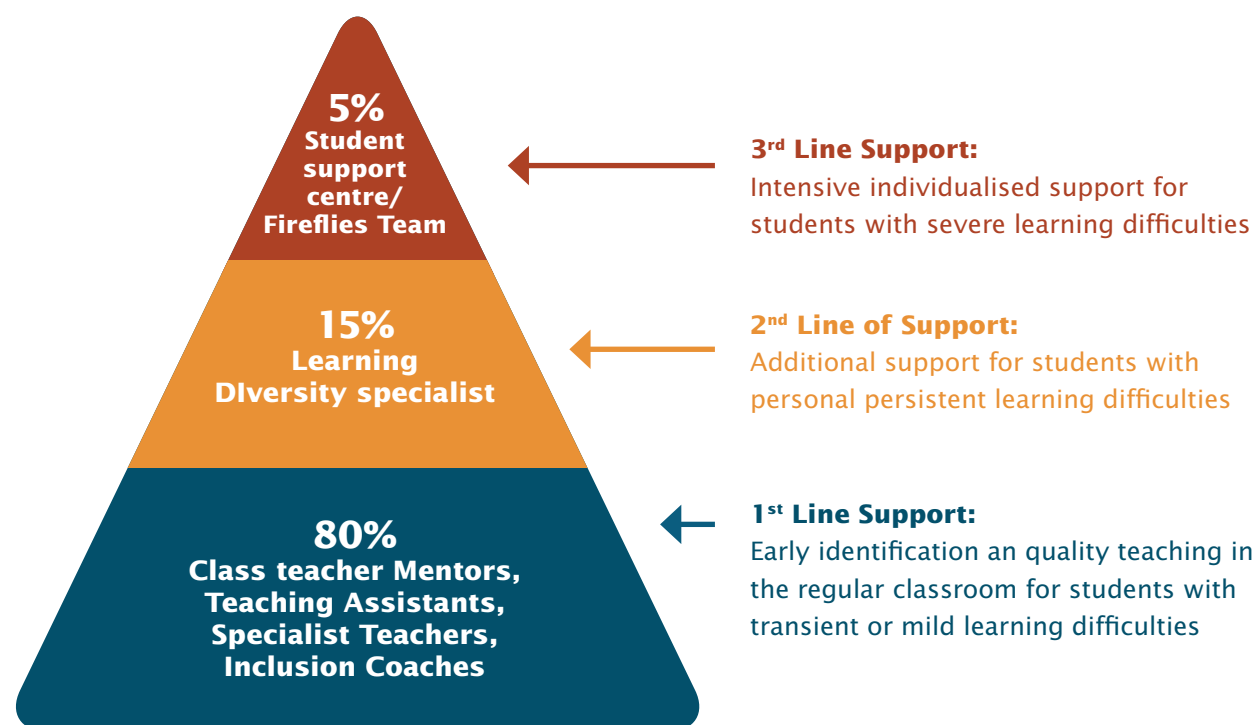 5%
Student
support
centre/
Fireflies Team
3rd Line Support:
Intensive individualised support for
students with severe learning difficulties
15%
Learning
DIversity specialist
2nd Line of Support:
Additional support for students with
personal persistent learning difficulties
80%
Class teacher Mentors,
Teaching Assistants,
Specialist Teachers,
Inclusion Coaches
1st Line Support:
Early identification an quality teaching in
the regular classroom for students with
transient or mild learning difficulties